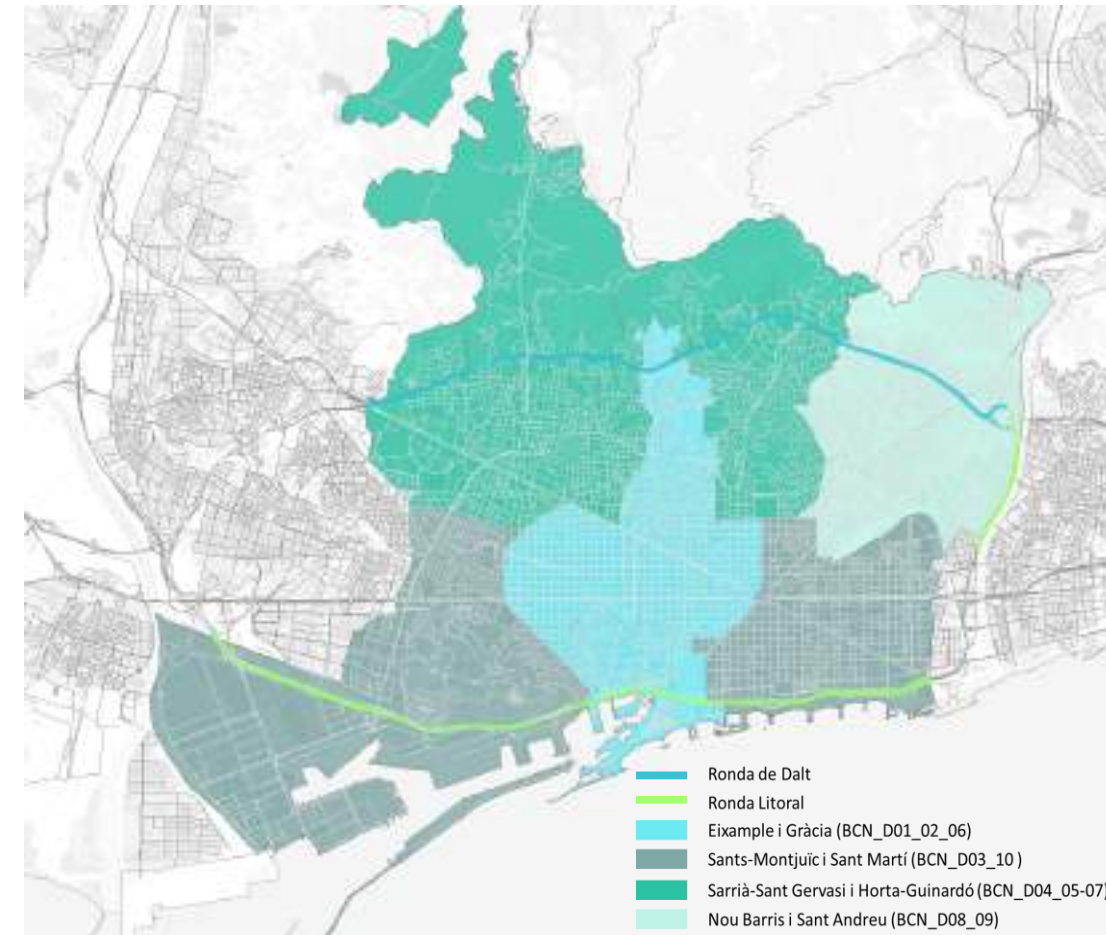 Ronda de Dalt
Ronda Litoral
Eixample i Gràcia (BCN_D01_02_06)
Sants-Montjuïc i Sant Martí (BCN_D03_10 )
Sarrià-Sant Gervasi i Horta-Guinardó (BCN_D04_05-07)
Nou Barris i Sant Andreu (BCN_D08_09)